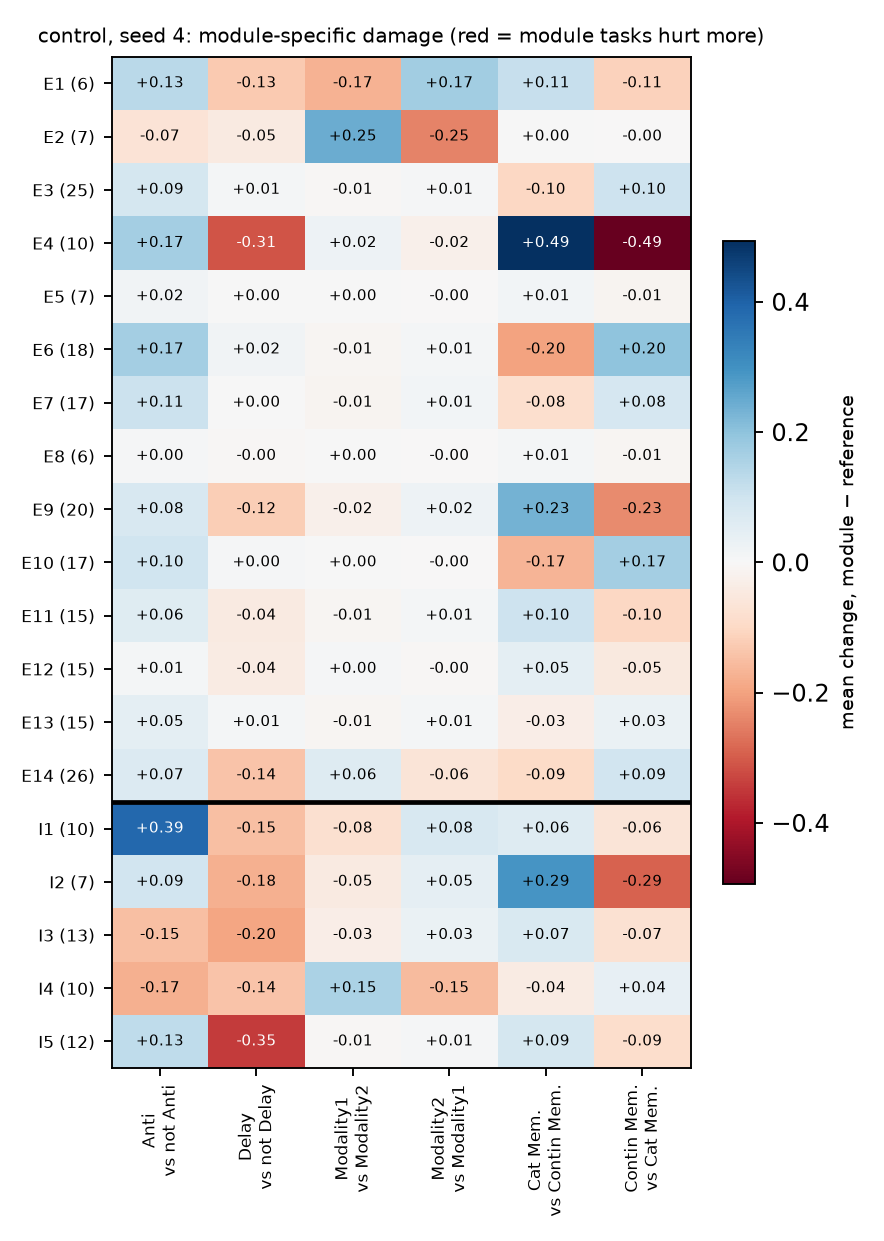 control, seed 4: module-specific damage (red = module tasks hurt more)
E1 (6) +0.13 -0.13 -0.17 +0.17 +0.11 -0.11
E2 (7) -0.07 -0.05 +0.25 -0.25 +0.00 -0.00
E3 (25) +0.09 +0.01 -0.01 +0.01 -0.10 +0.10
E4 (10) +0.17 -0.31 +0.02 -0.02 +0.49 -0.49
E5 (7) +0.02 +0.00 +0.00 -0.00 +0.01 -0.01
E6 (18) +0.17 +0.02 -0.01 +0.01 -0.20 +0.20
E7 (17) +0.11 +0.00 -0.01 +0.01 -0.08 +0.08
E8 (6) +0.00 -0.00 +0.00 -0.00 +0.01 -0.01
E9 (20) +0.08 -0.12 -0.02 +0.02 +0.23 -0.23
E10 (17) +0.10 +0.00 +0.00 -0.00 -0.17 +0.17
E11 (15) +0.06 -0.04 -0.01 +0.01 +0.10 -0.10
E12 (15) +0.01 -0.04 +0.00 -0.00 +0.05 -0.05
E13 (15) +0.05 +0.01 -0.01 +0.01 -0.03 +0.03
E14 (26) +0.07 -0.14 +0.06 -0.06 -0.09 +0.09
I1 (10) +0.39 -0.15 -0.08 +0.08 +0.06 -0.06
I2 (7) +0.09 -0.18 -0.05 +0.05 +0.29 -0.29
I3 (13) -0.15 -0.20 -0.03 +0.03 +0.07 -0.07
I4 (10) -0.17 -0.14 +0.15 -0.15 -0.04 +0.04
I5 (12) +0.13 -0.35 -0.01 +0.01 +0.09 -0.09
Anti
vs not Anti
Delay
vs not Delay
Modality1
vs Modality2
Modality2
vs Modality1
Cat Mem.
vs Contin Mem.
Contin Mem.
vs Cat Mem.
0.4
0.2
0.0
−0.2
−0.4
mean change, module − reference